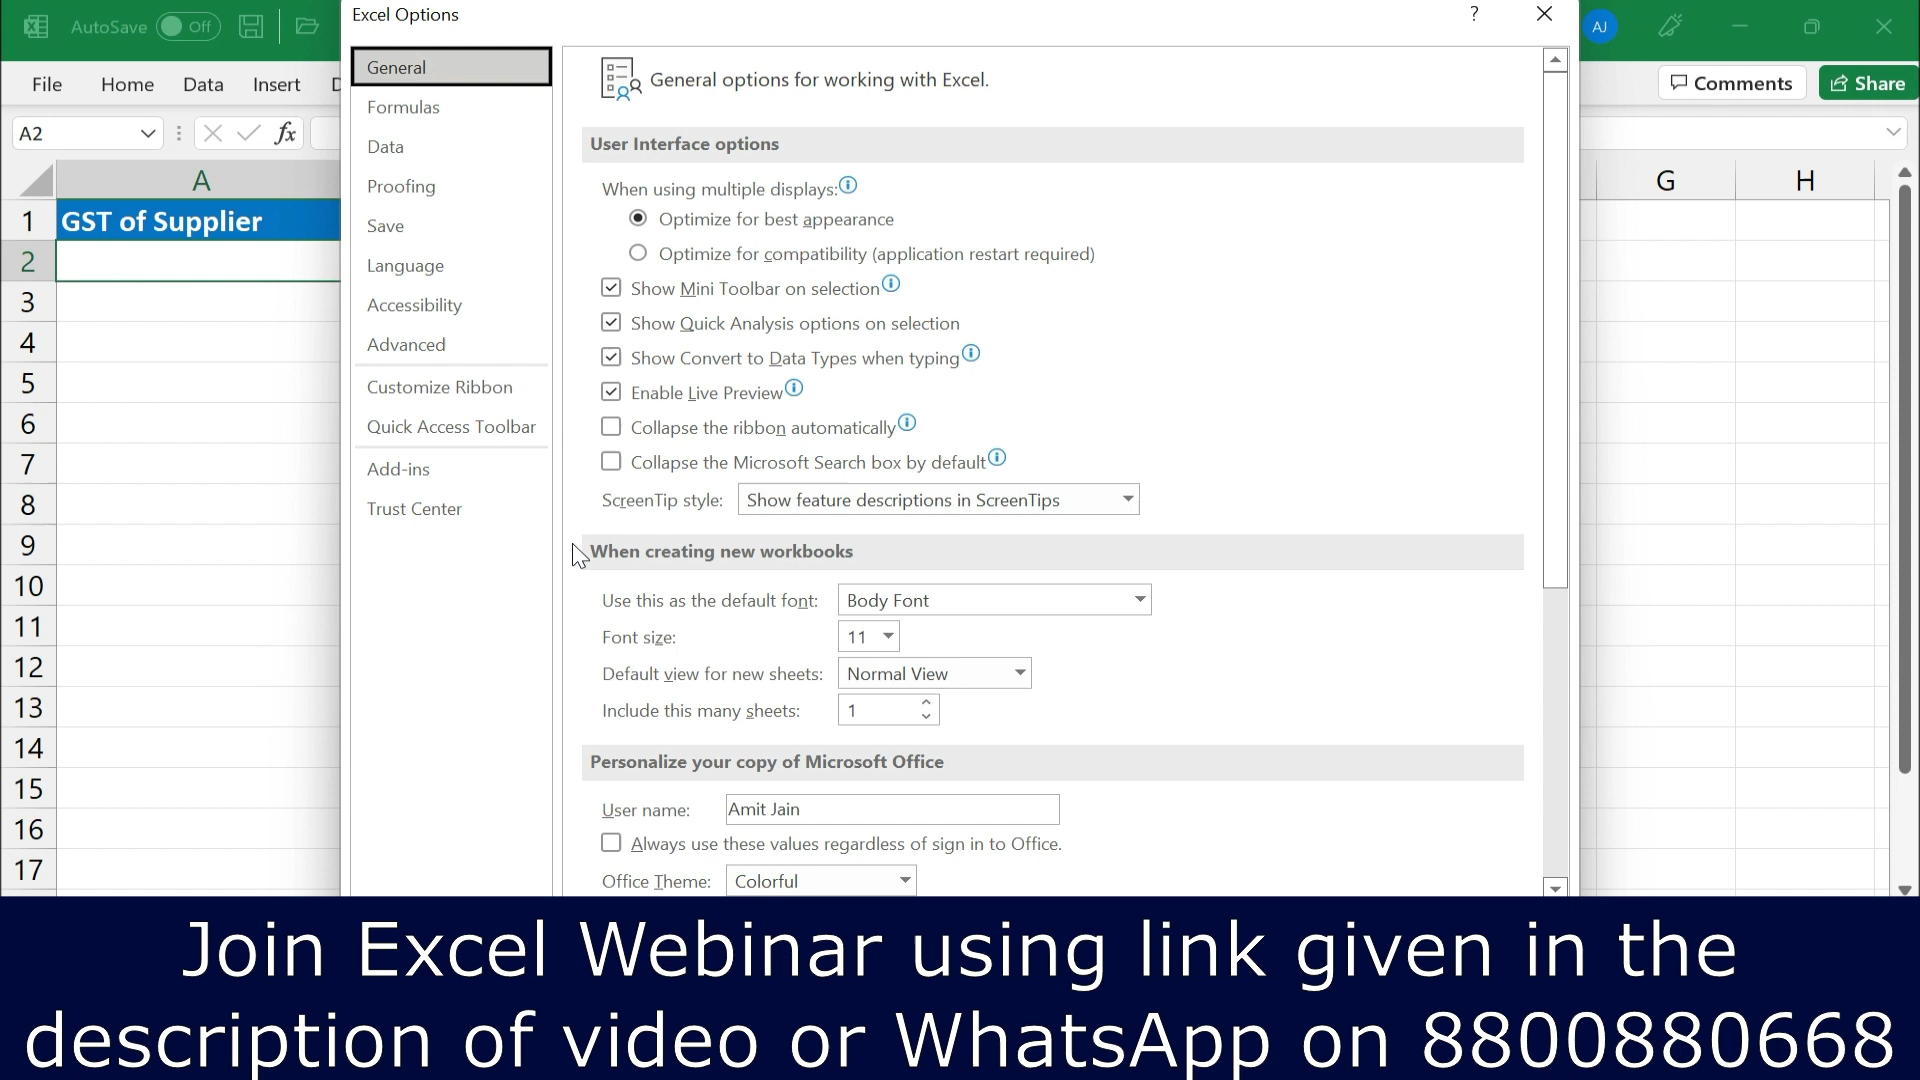 AutoSave Off
Excel Options
? 
AJ
File Home Data Insert
Comments Share
A2
fx
A
G H
1 GST of Supplier
2
3
4
5
6
7
8
9
10
11
12
13
14
15
16
17
General
Formulas
Data
Proofing
Save
Language
Accessibility
Advanced
Customize Ribbon
Quick Access Toolbar
Add-ins
Trust Center
General options for working with Excel.
User Interface options
When using multiple displays:
Optimize for best appearance
Optimize for compatibility (application restart required)
Show Mini Toolbar on selection
Show Quick Analysis options on selection
Show Convert to Data Types when typing
Enable Live Preview
Collapse the ribbon automatically
Collapse the Microsoft Search box by default
ScreenTip style: Show feature descriptions in ScreenTips
When creating new workbooks
Use this as the default font: Body Font
Font size: 11
Default view for new sheets: Normal View
Include this many sheets: 1
Personalize your copy of Microsoft Office
User name: Amit Jain
Always use these values regardless of sign in to Office.
Office Theme: Colorful
Join Excel Webinar using link given in the
description of video or WhatsApp on 8800880668